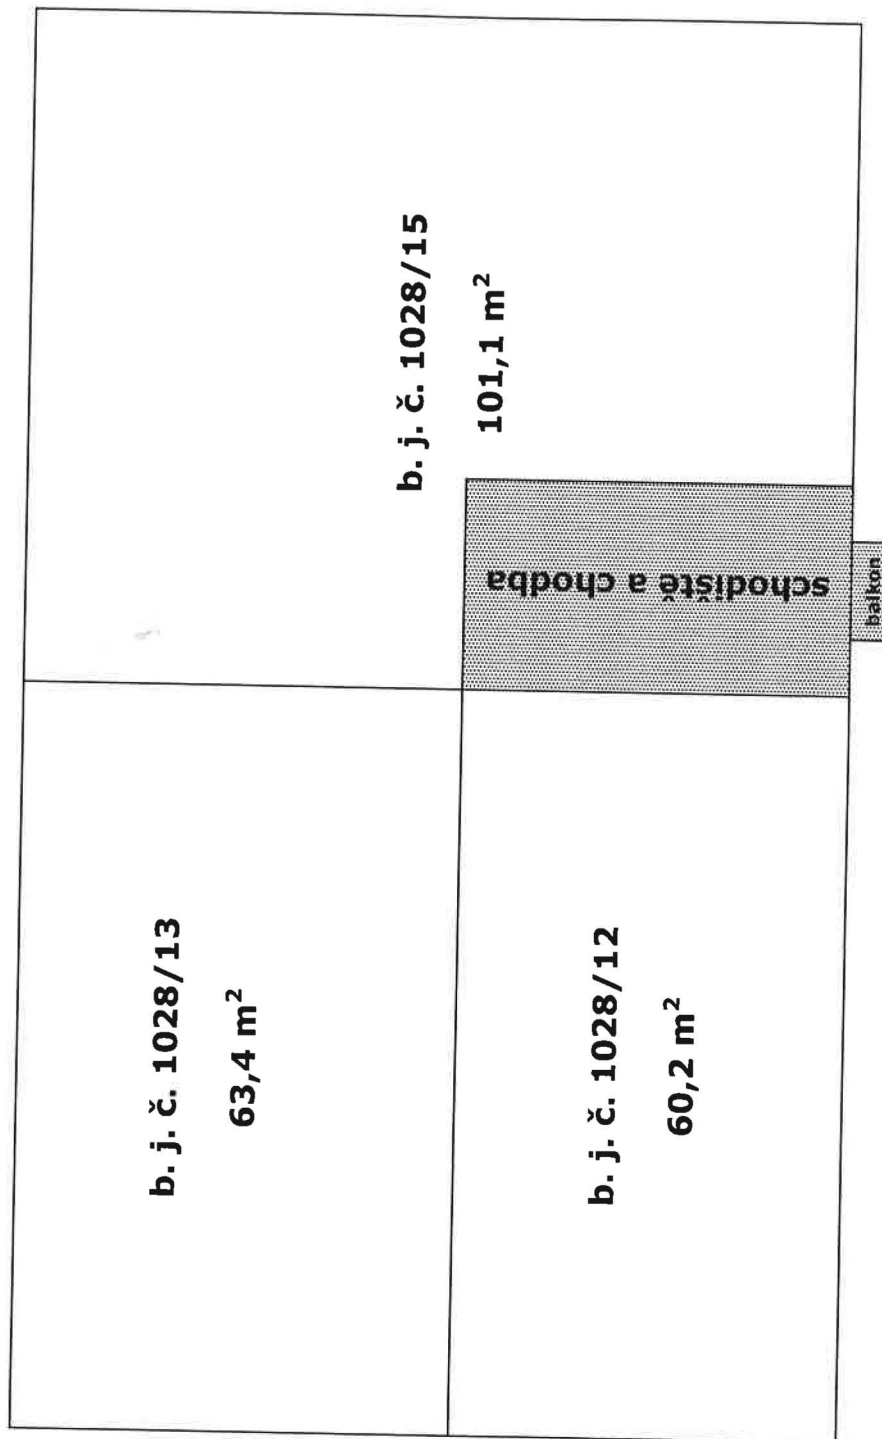 b. j. č. 1028/15
101,1 m²
schodiště a chodba
balkon
b. j. č. 1028/13
63,4 m²
b. j. č. 1028/12
60,2 m²